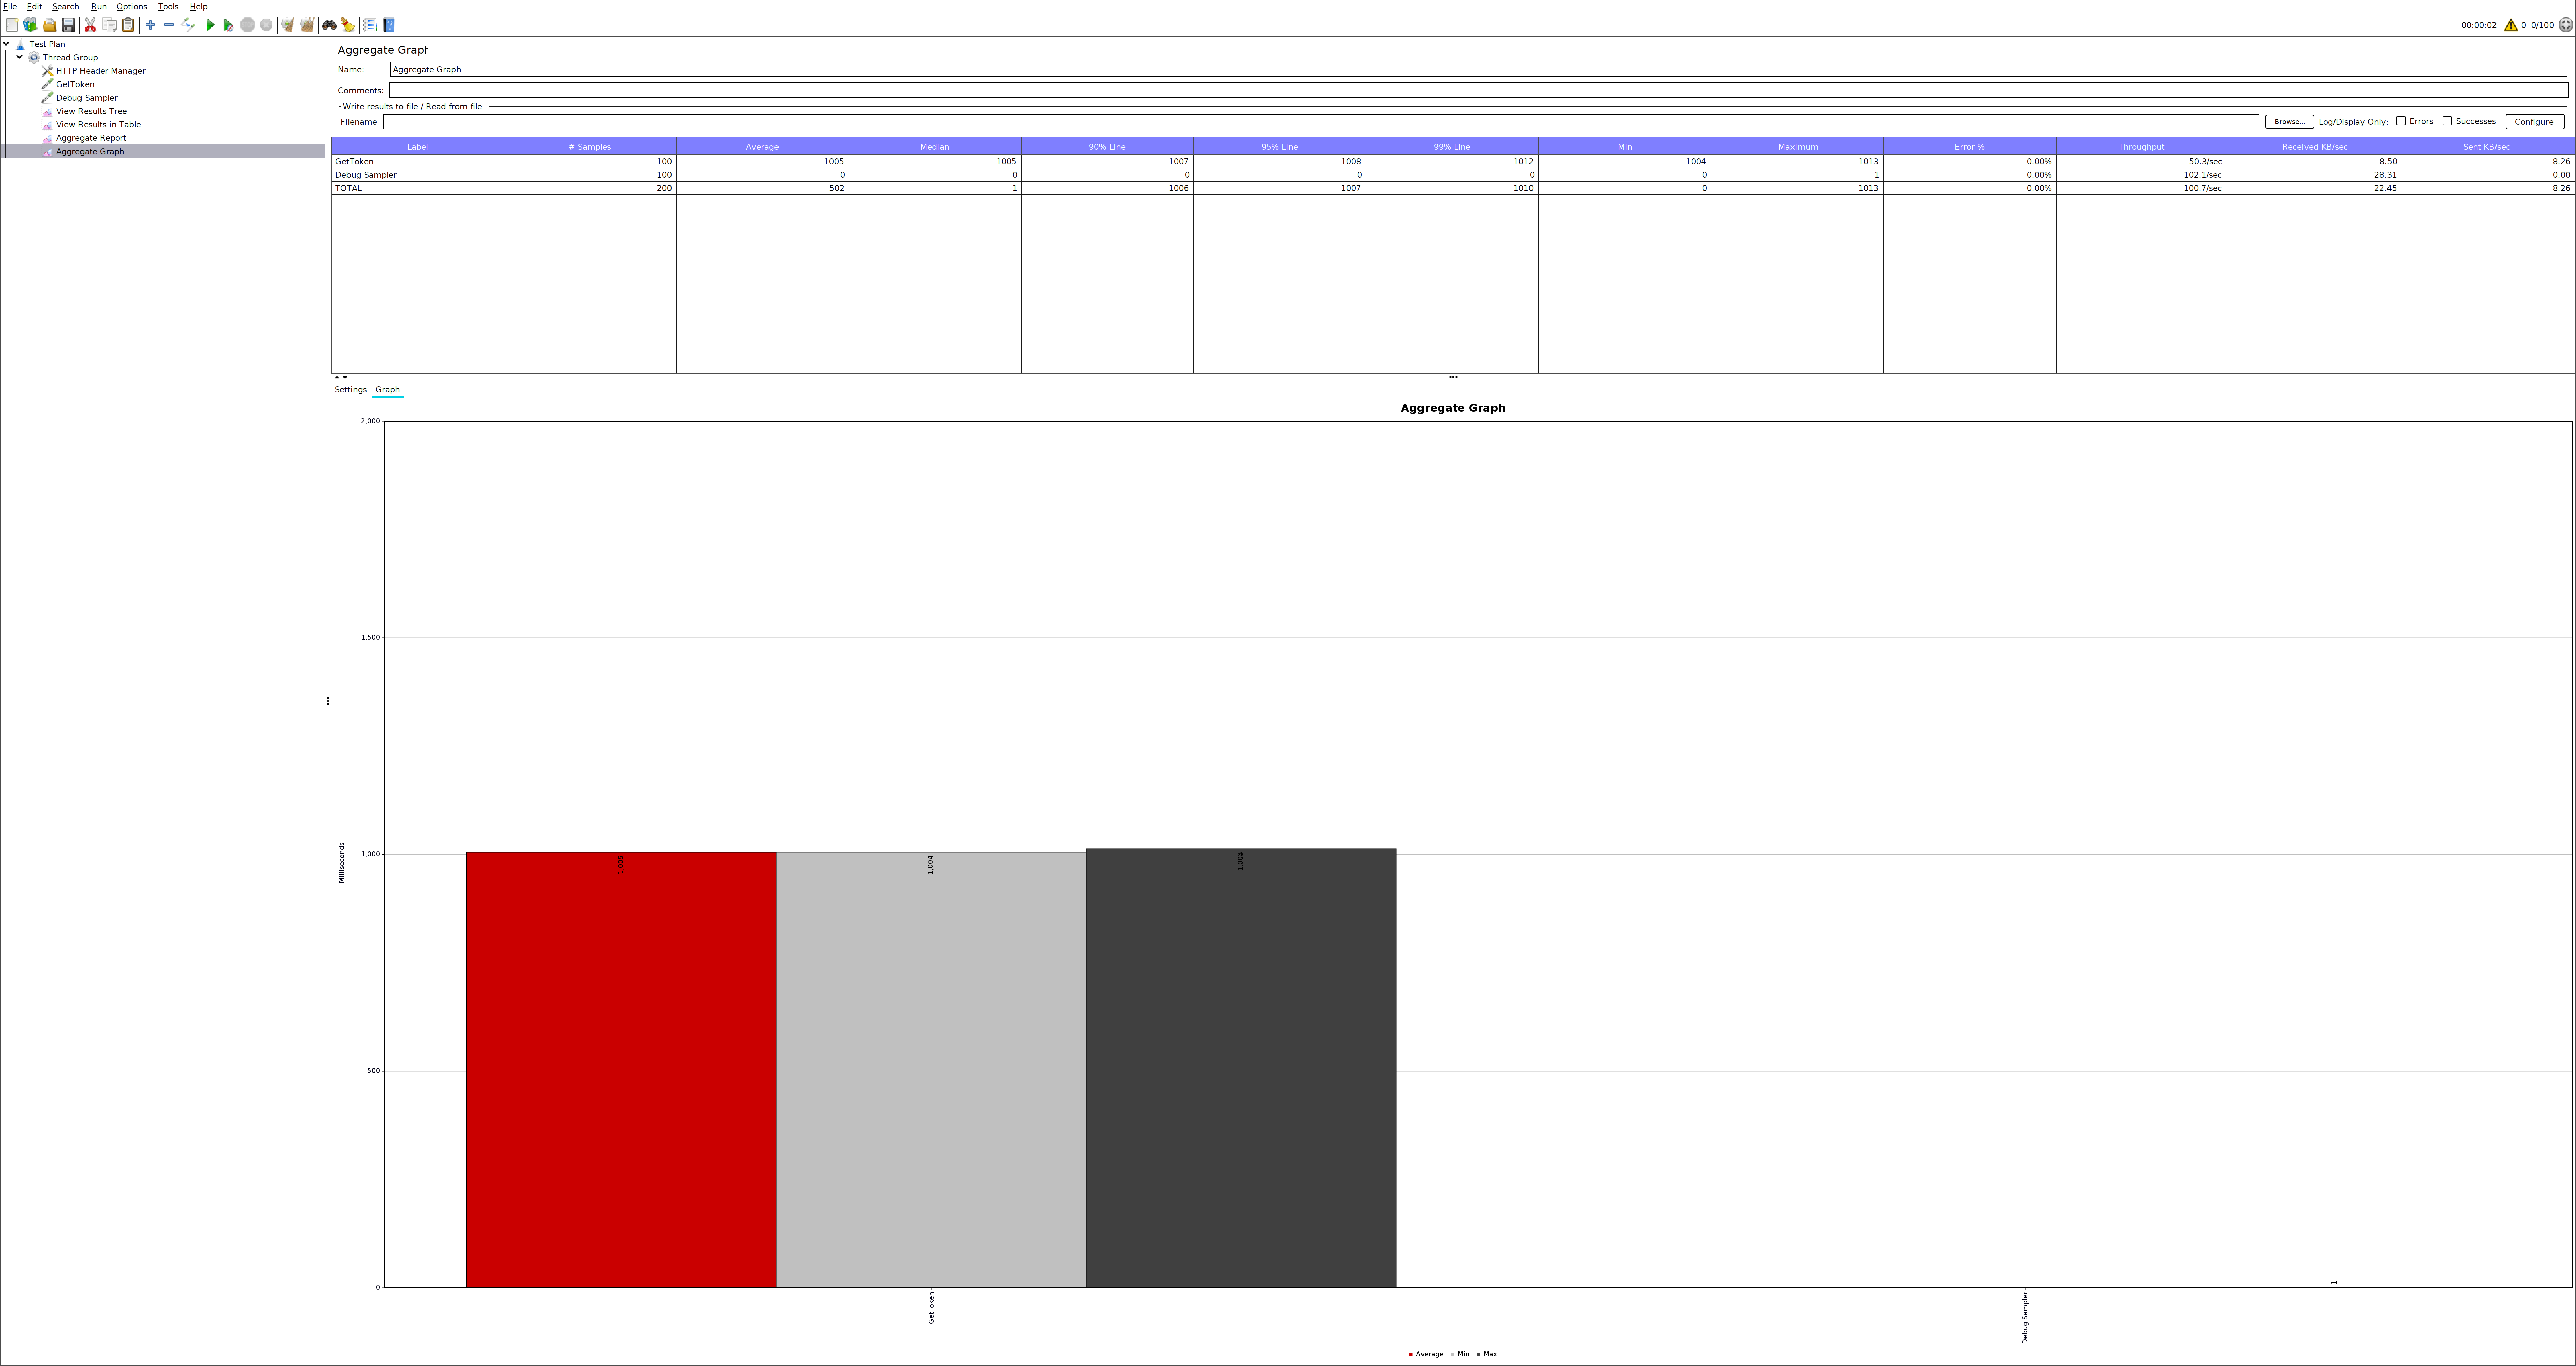 File Edit Search Run Options Tools Help
00:00:02 0 0/100
Test Plan
Thread Group
HTTP Header Manager
GetToken
Debug Sampler
View Results Tree
View Results in Table
Aggregate Report
Aggregate Graph
Aggregate Graph
Name: Aggregate Graph
Comments:
Write results to file / Read from file
Filename Browse... Log/Display Only: Errors Successes Configure
Label # Samples Average Median 90% Line 95% Line 99% Line Min Maximum Error % Throughput Received KB/sec Sent KB/sec
GetToken 100 1005 1005 1007 1008 1012 1004 1013 0.00% 50.3/sec 8.50 8.26
Debug Sampler 100 0 0 0 0 0 0 1 0.00% 102.1/sec 28.31 0.00
TOTAL 200 502 1 1006 1007 1010 0 1013 0.00% 100.7/sec 22.45 8.26
Settings Graph
Aggregate Graph
2,000
1,500
1,000
500
0
Milliseconds
1,005
1,004
1
GetToken
Debug Sampler
Average Min Max